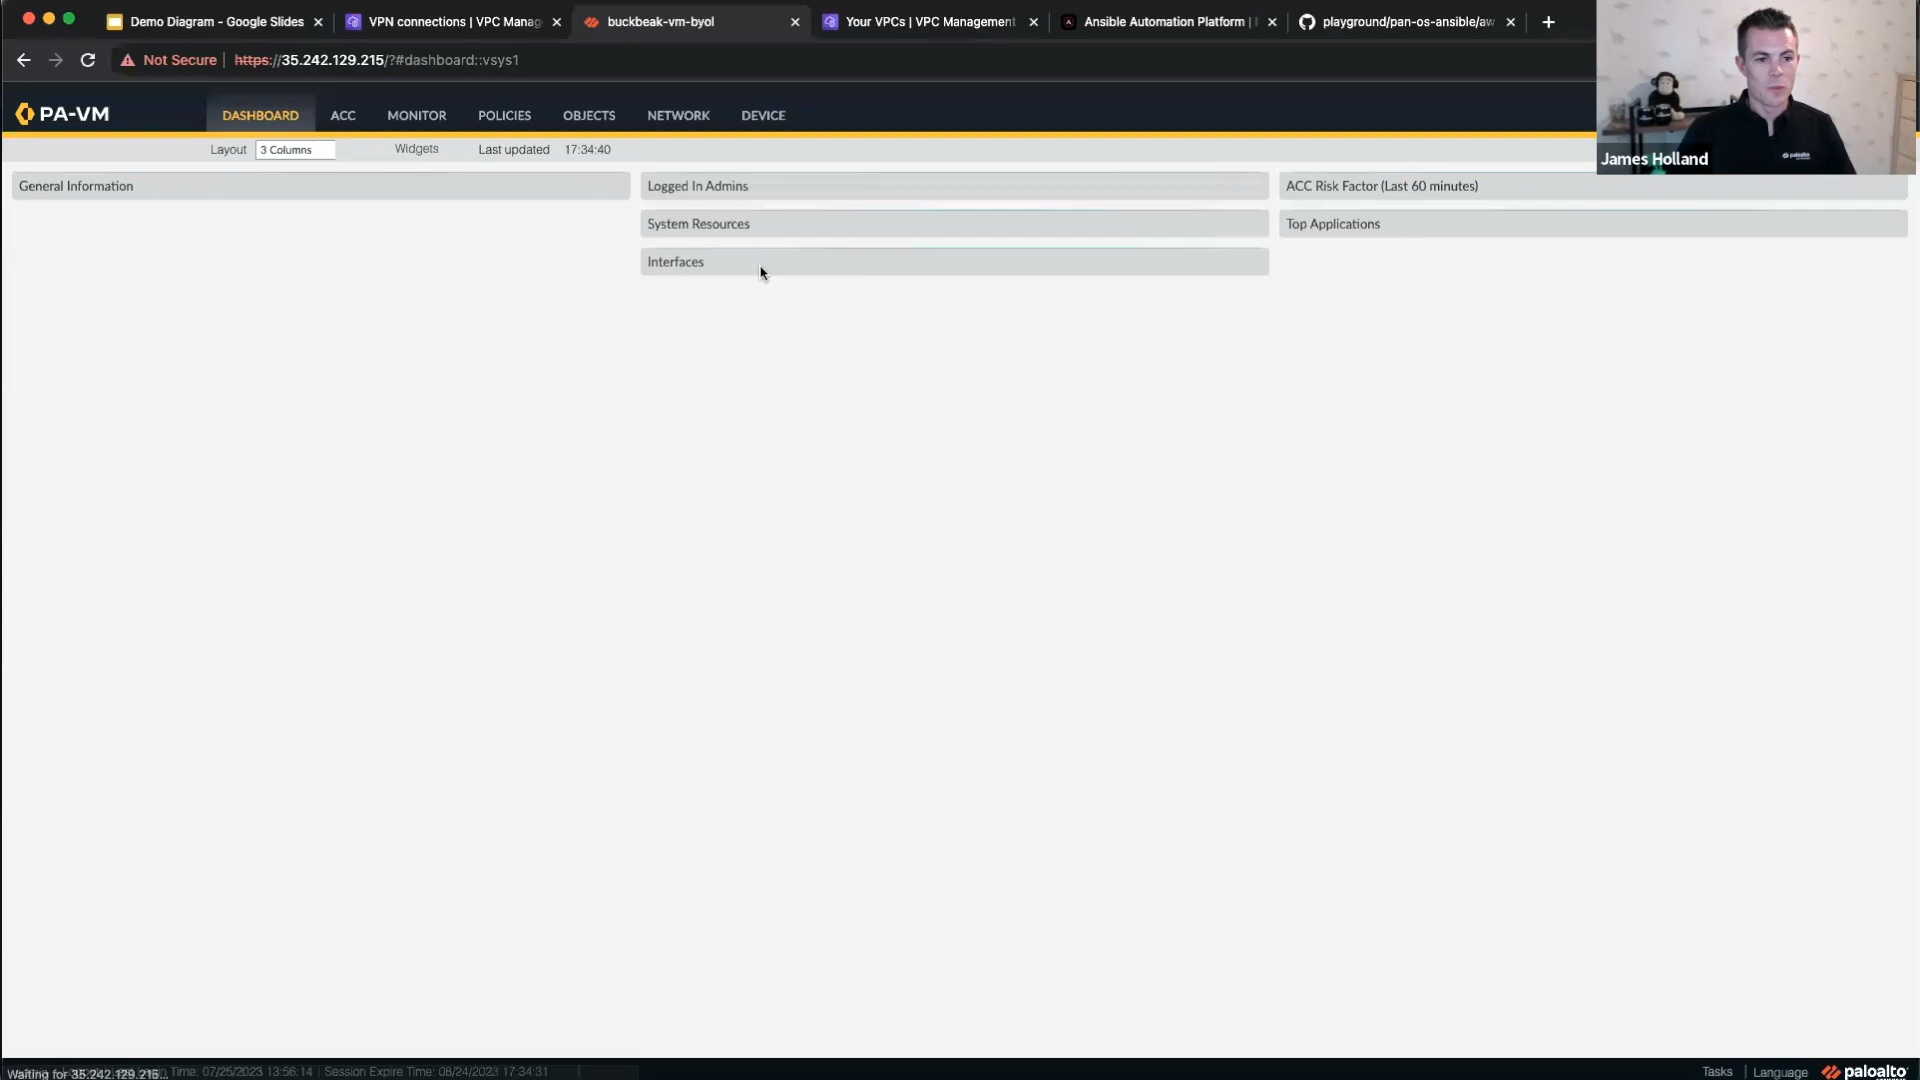 Demo Diagram - Google Slides
VPN connections | VPC Manag
buckbeak-vm-byol
Your VPCs | VPC Management
Ansible Automation Platform |
playground/pan-os-ansible/aw
Not Secure
https://35.242.129.215/?#dashboard::vsys1
PA-VM
DASHBOARD
ACC
MONITOR
POLICIES
OBJECTS
NETWORK
DEVICE
Layout
3 Columns
Widgets
Last updated 17:34:40
James Holland
General Information
Logged In Admins
ACC Risk Factor (Last 60 minutes)
System Resources
Top Applications
Interfaces
Waiting for 35.242.129.215...
Time: 07/25/2023 13:56:14 | Session Expire Time: 08/24/2023 17:34:31
Tasks | Language
paloalto